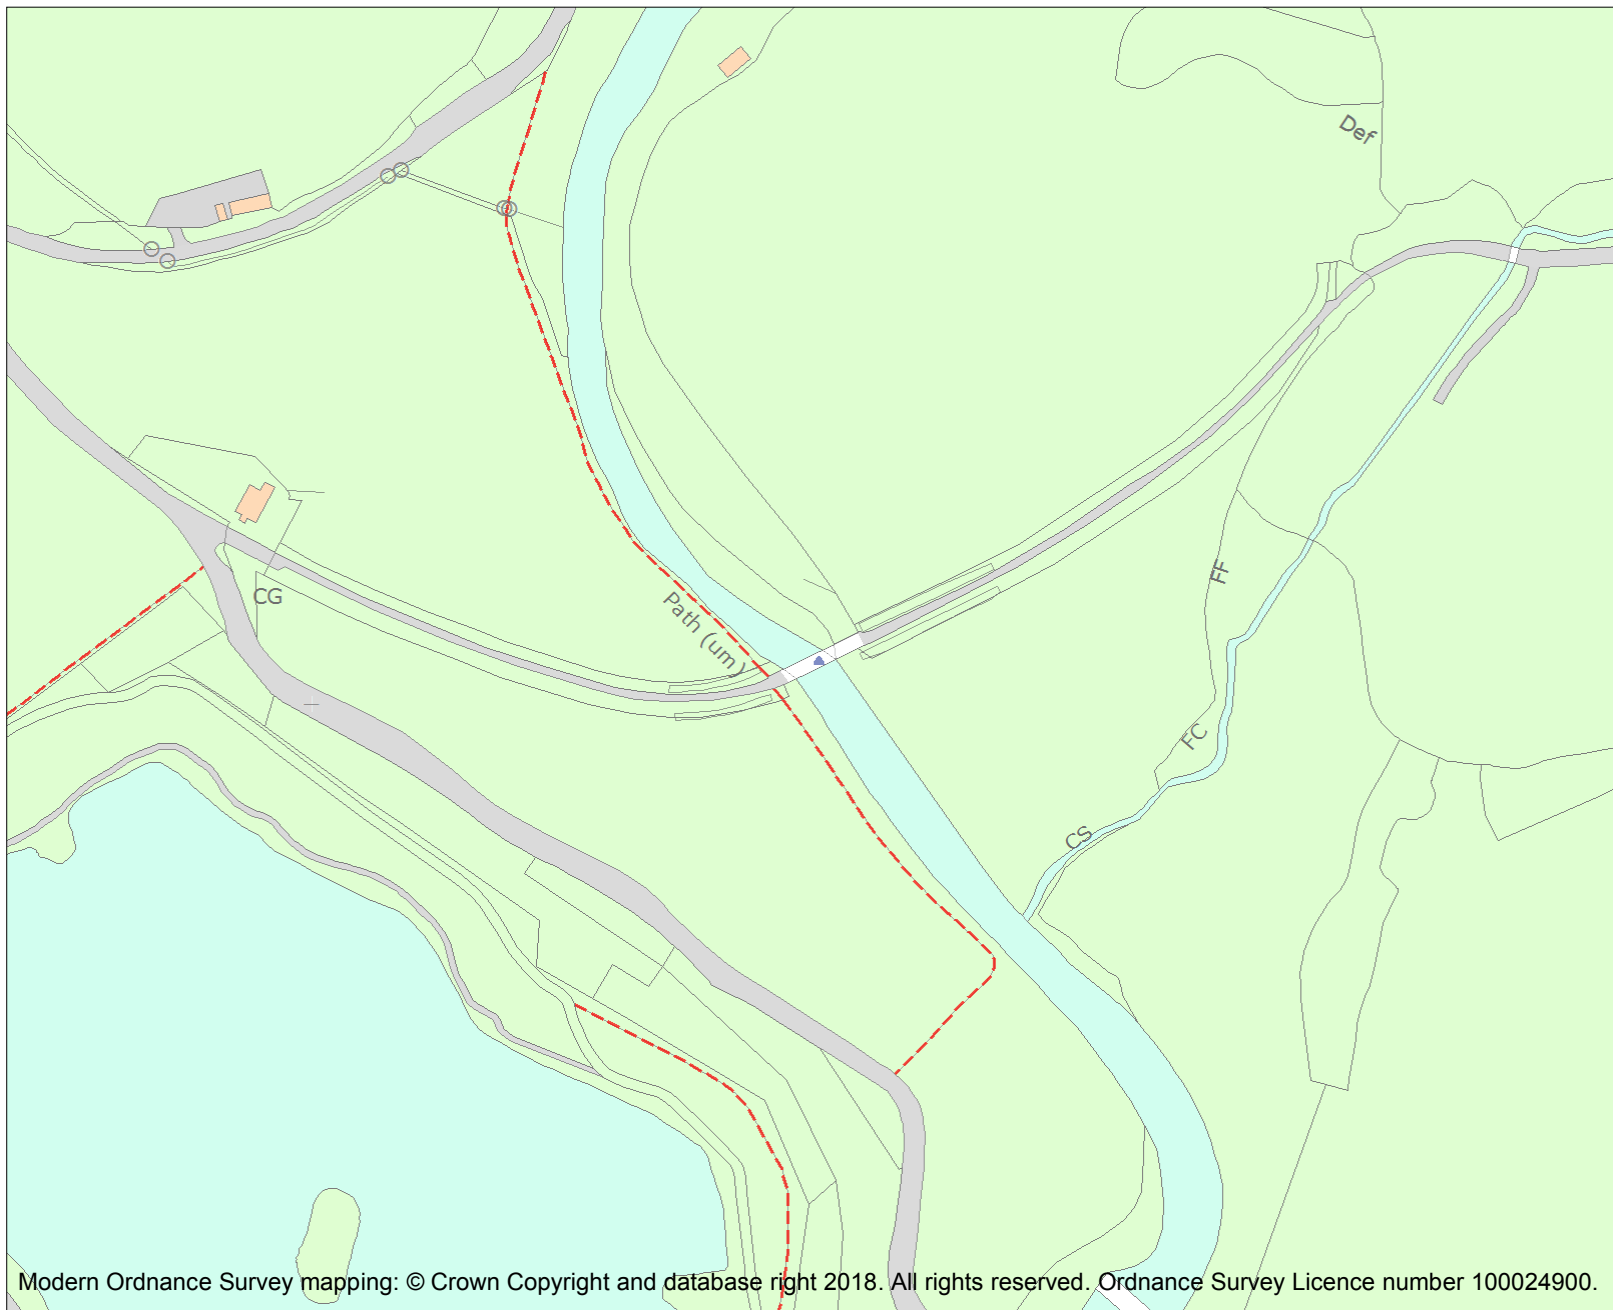 Def
FF
CG
Path (um)
FC
CS
Modern Ordnance Survey mapping: © Crown Copyright and database right 2018. All rights reserved. Ordnance Survey Licence number 100024900.